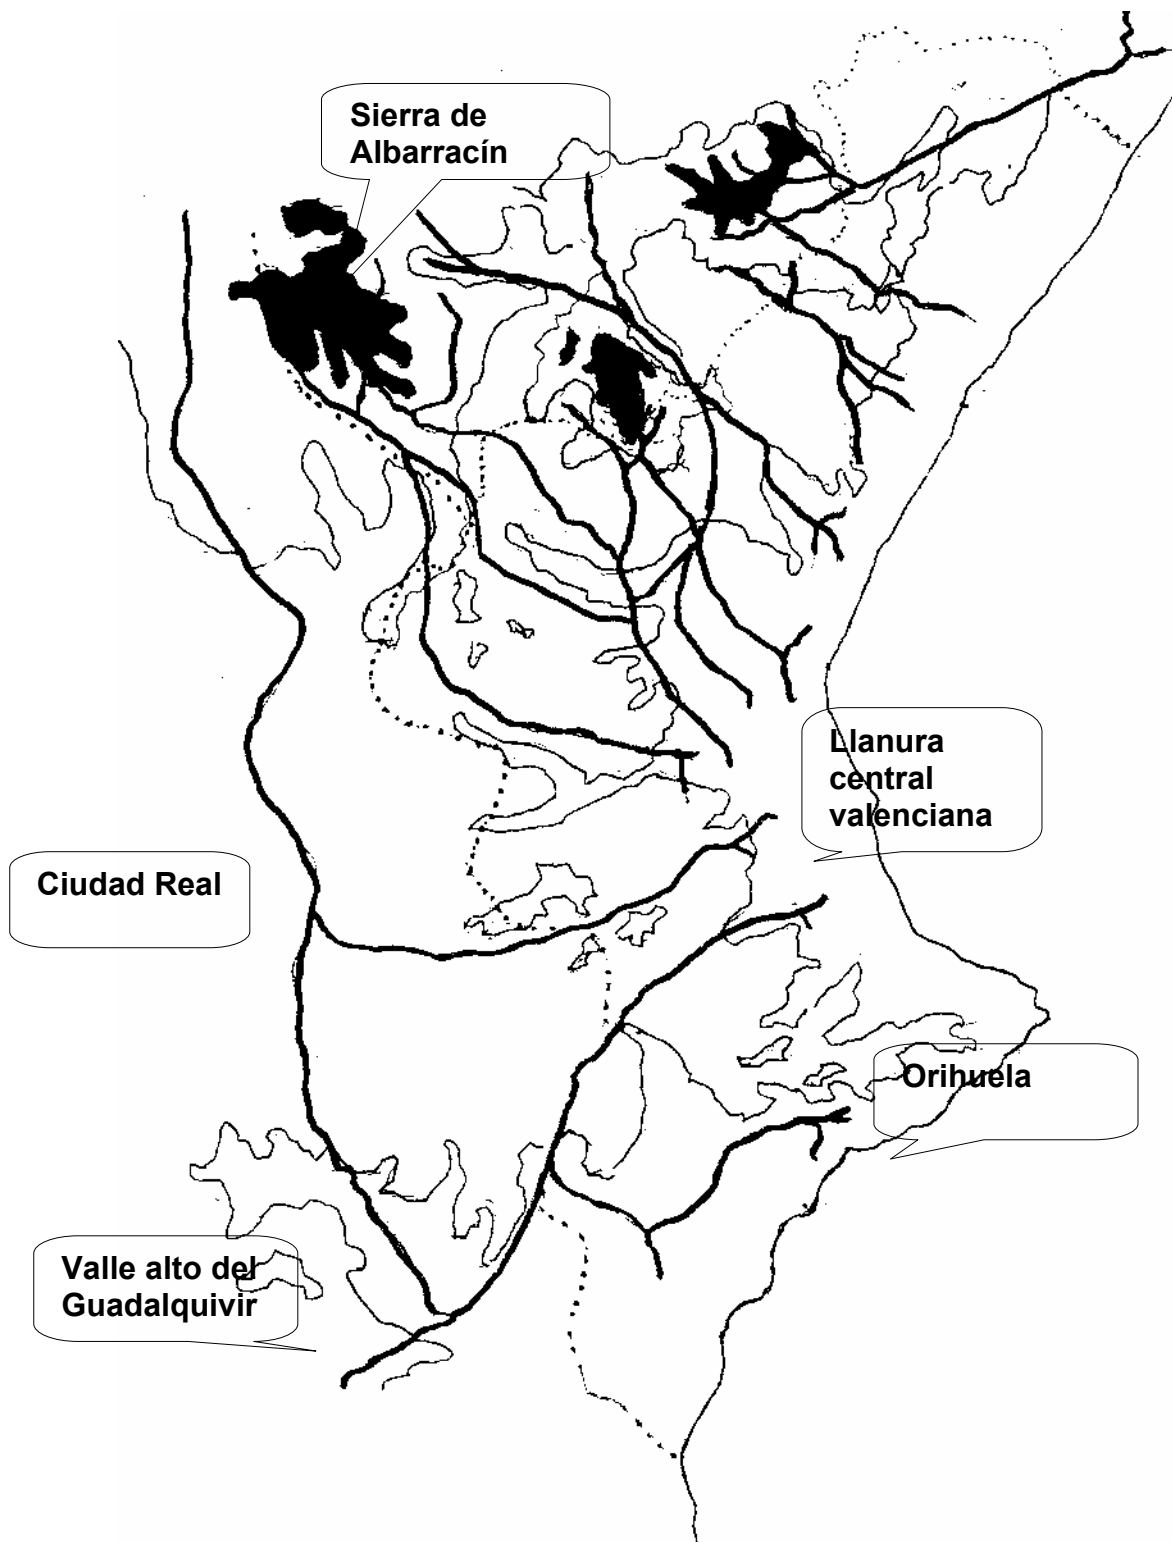 Sierra de
Albarracín
Llanura
central
valenciana
Ciudad Real
Orihuela
Valle alto del
Guadalquivir